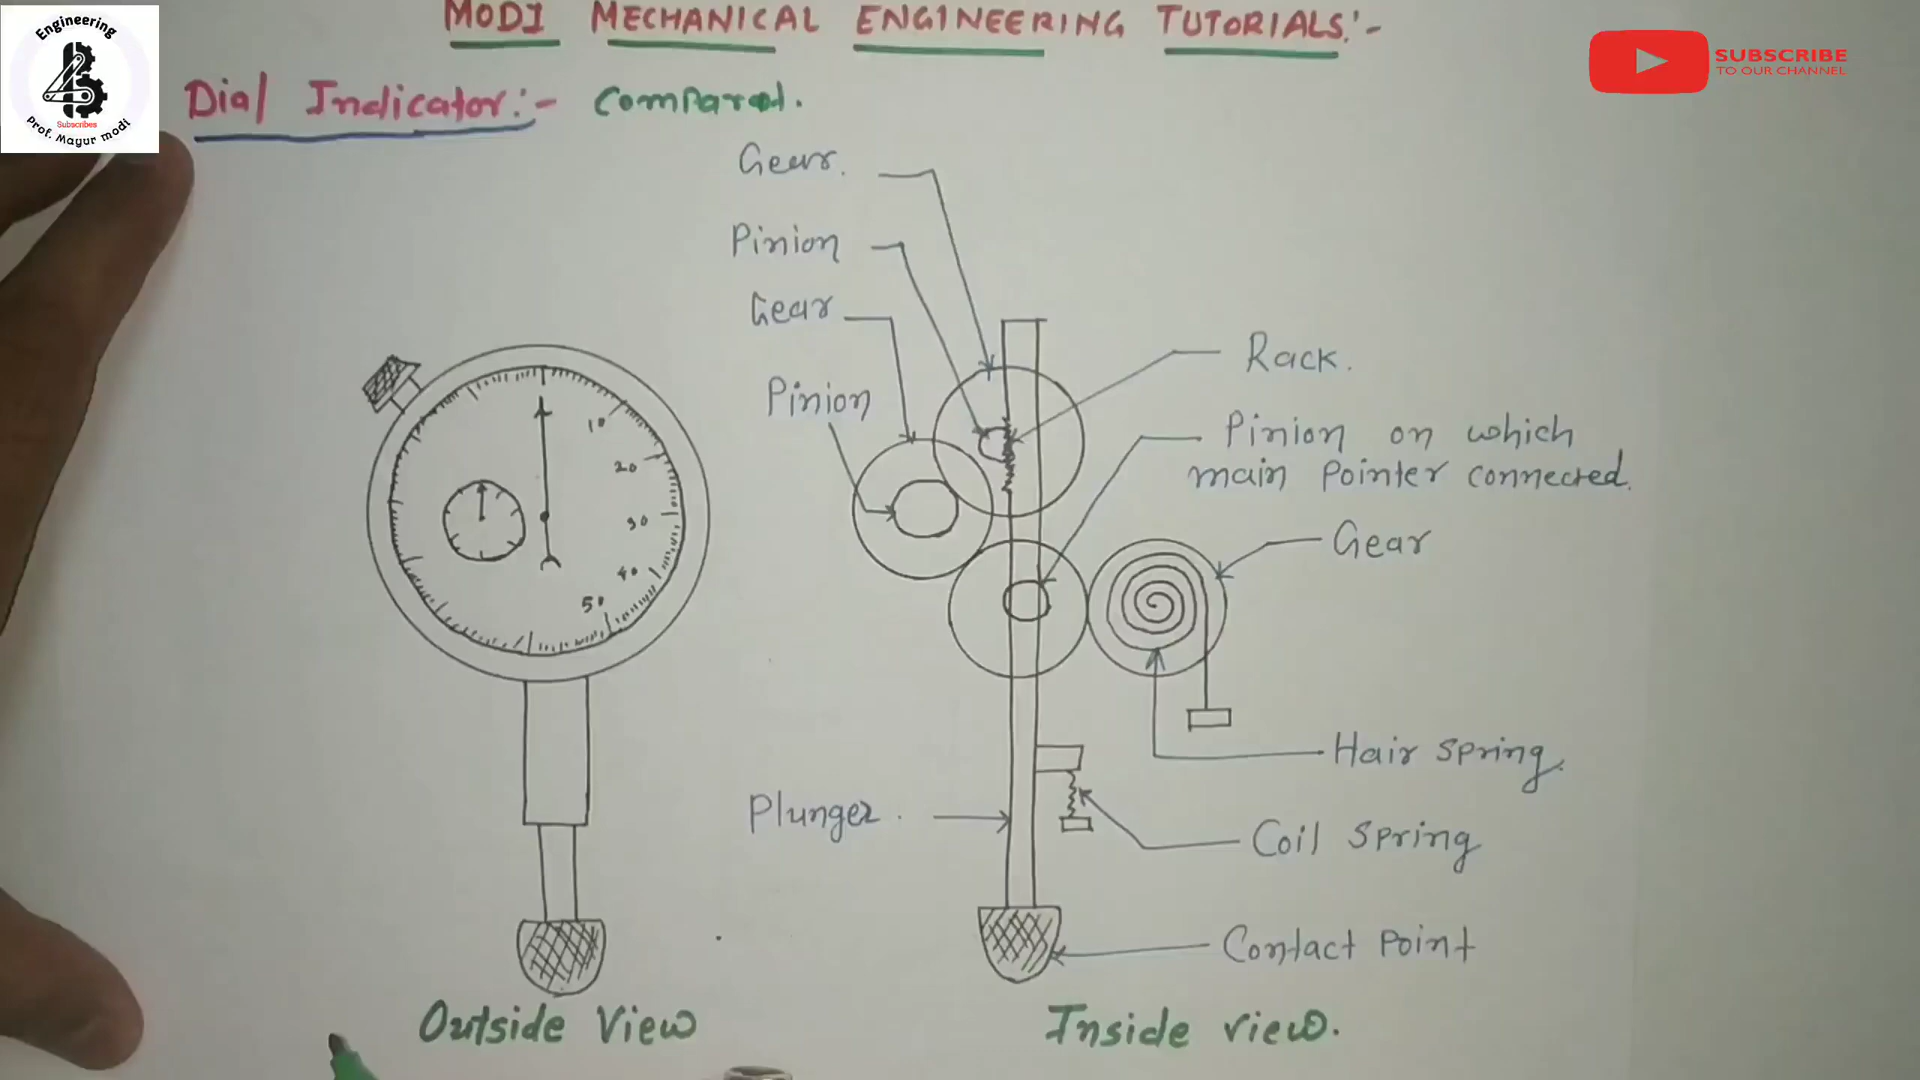 MODI MECHANICAL ENGINEERING TUTORIALS:-
SUBSCRIBE
TO OUR CHANNEL
Engineering
Subscribes
Prof. Mayur modi
Dial Indicator:-
Gear.
Pinion
Gear
Pinion
Rack.
Pinion on which
main pointer connected.
Gear
10
20
30
40
50
Hair spring.
Plunger.
Coil spring
Contact Point
Outside View
Inside view.